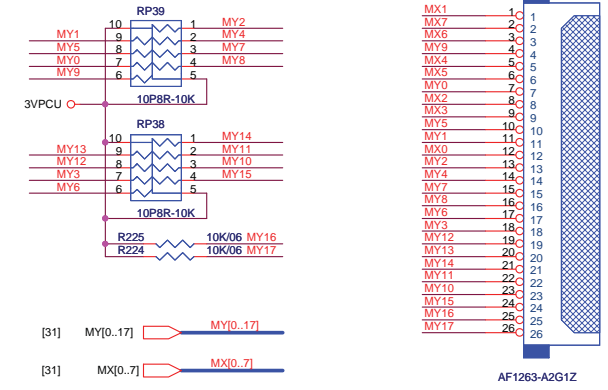 RP39
10 1 MY2
MY1 9 2 MY4
MY5 8 3 MY7
MY0 7 4 MY8
MY9 6 5
3VPCU
10P8R-10K
RP38
10 1 MY14
MY13 9 2 MY11
MY12 8 3 MY10
MY3 7 4 MY15
MY6 6 5
10P8R-10K
R225 10K/06 MY16
R224 10K/06 MY17
[31] MY[0..17] MY[0..17]
[31] MX[0..7] MX[0..7]
MX1 1 1
MX7 2 2
MX6 3 3
MY9 4 4
MX4 5 5
MX5 6 6
MY0 7 7
MX2 8 8
MX3 9 9
MY5 10 10
MY1 11 11
MX0 12 12
MY2 13 13
MY4 14 14
MY7 15 15
MY8 16 16
MY6 17 17
MY3 18 18
MY12 19 19
MY13 20 20
MY14 21 21
MY11 22 22
MY10 23 23
MY15 24 24
MY16 25 25
MY17 26 26
AF1263-A2G1Z